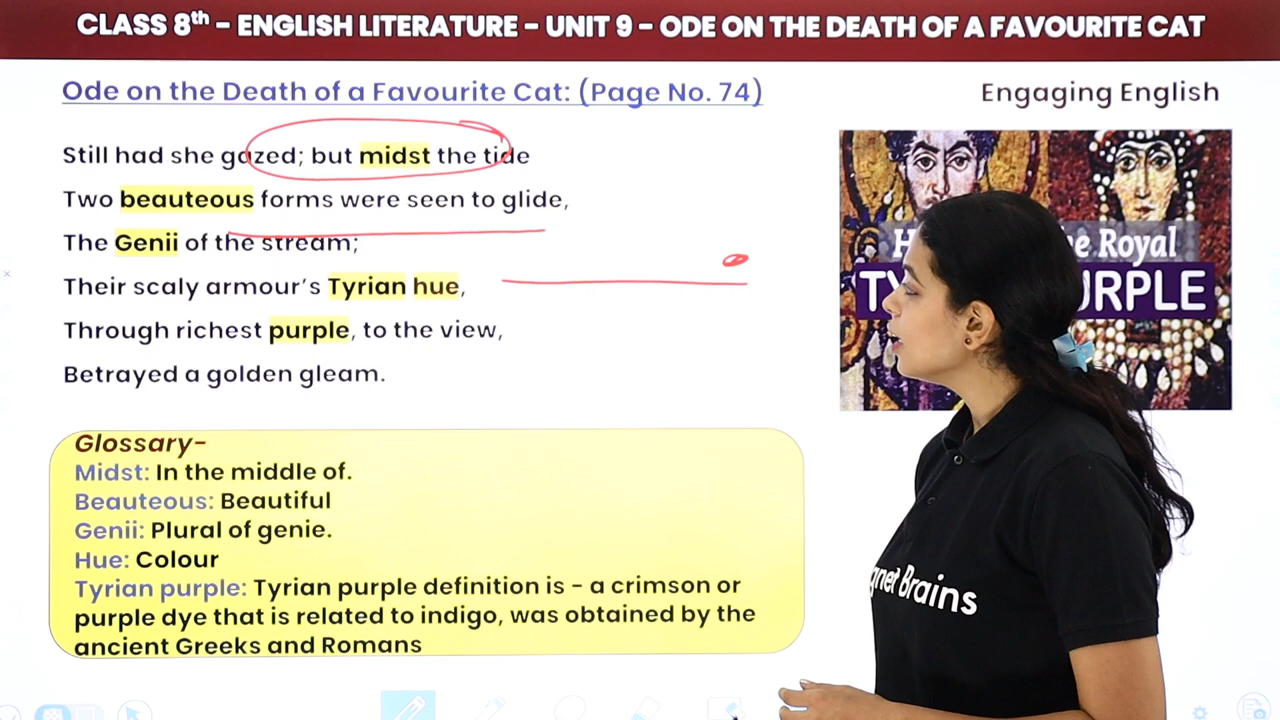 CLASS 8th – ENGLISH LITERATURE – UNIT 9 – ODE ON THE DEATH OF A FAVOURITE CAT
Ode on the Death of a Favourite Cat: (Page No. 74)
Engaging English
Still had she gazed; but midst the tide
Two beauteous forms were seen to glide,
The Genii of the stream;
Their scaly armour's Tyrian hue,
Through richest purple, to the view,
Betrayed a golden gleam.
Royal
Glossary-
Midst: In the middle of.
Beauteous: Beautiful
Genii: Plural of genie.
Hue: Colour
Tyrian purple: Tyrian purple definition is – a crimson or
purple dye that is related to indigo, was obtained by the
ancient Greeks and Romans
Brains